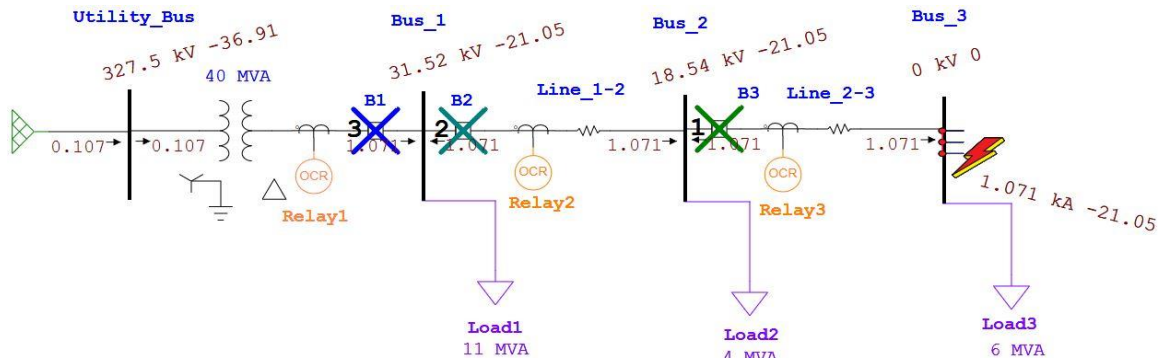 Utility_Bus
Bus_1
Bus_2
Bus_3
327.5 kV -36.91
31.52 kV -21.05
18.54 kV -21.05
0 kV 0
40 MVA
B1
B2
Line_1-2
B3
Line_2-3
3
2
1
0.107
0.107
1.071
1.071
1.071
1.071
1.071
OCR
OCR
OCR
Relay1
Relay2
Relay3
1.071 kA -21.05
Load1
11 MVA
Load2
4 MVA
Load3
6 MVA